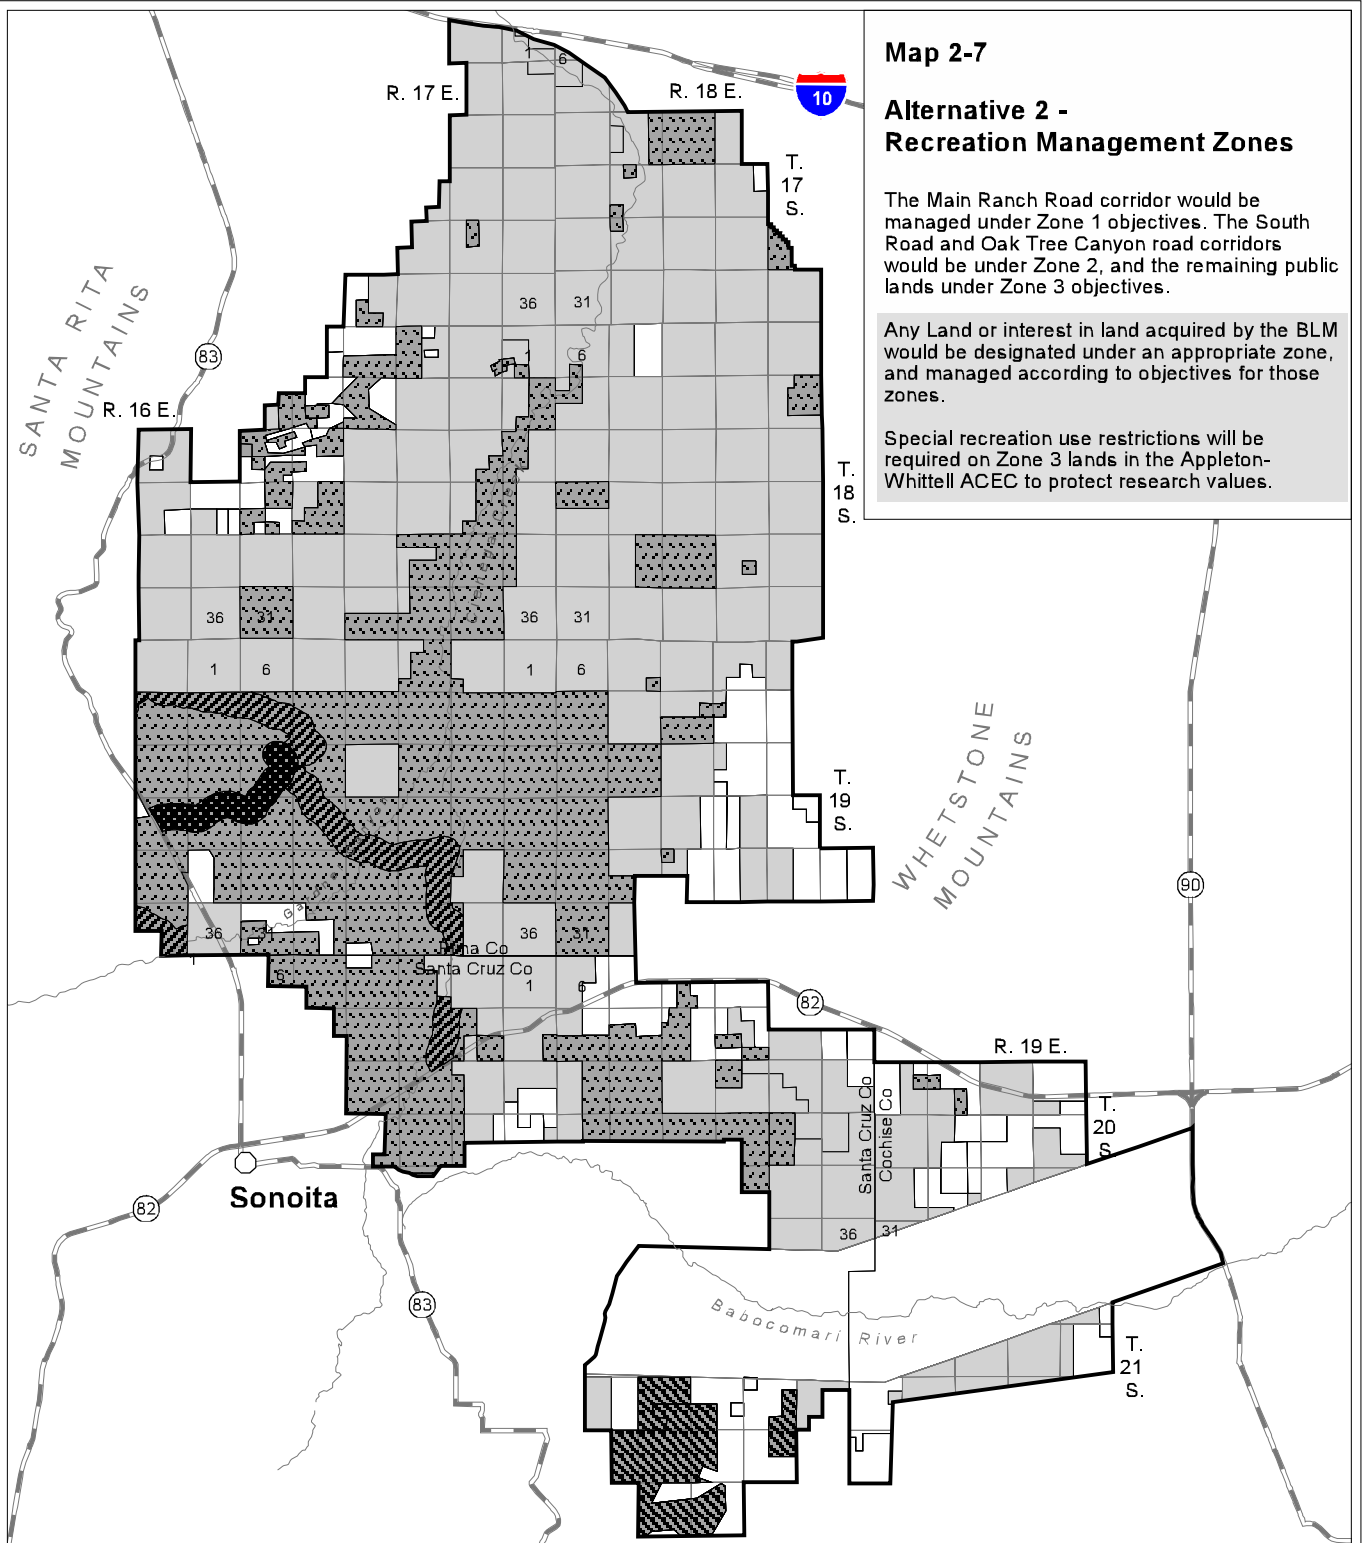 Map 2-7
Alternative 2 -
Recreation Management Zones
The Main Ranch Road corridor would be
managed under Zone 1 objectives. The South
Road and Oak Tree Canyon road corridors
would be under Zone 2, and the remaining public
lands under Zone 3 objectives.
Any Land or interest in land acquired by the BLM
would be designated under an appropriate zone,
and managed according to objectives for those
zones.
Special recreation use restrictions will be
required on Zone 3 lands in the Appleton-
Whittell ACEC to protect research values.
1
6
R. 17 E.
R. 18 E.
10
T.
17
S.
36
31
SANTA RITA
MOUNTAINS
83
1
6
R. 16 E.
T.
18
S.
Cienega Creek
36
31
36
31
1
6
1
6
T.
19
S.
WHETSTONE
MOUNTAINS
90
36
31
36
31
Pima Co
Santa Cruz Co
6
1
6
82
R. 19 E.
Santa Cruz Co
Cochise Co
T.
20
S.
Sonoita
82
36
31
83
Babocomari River
T.
21
S.